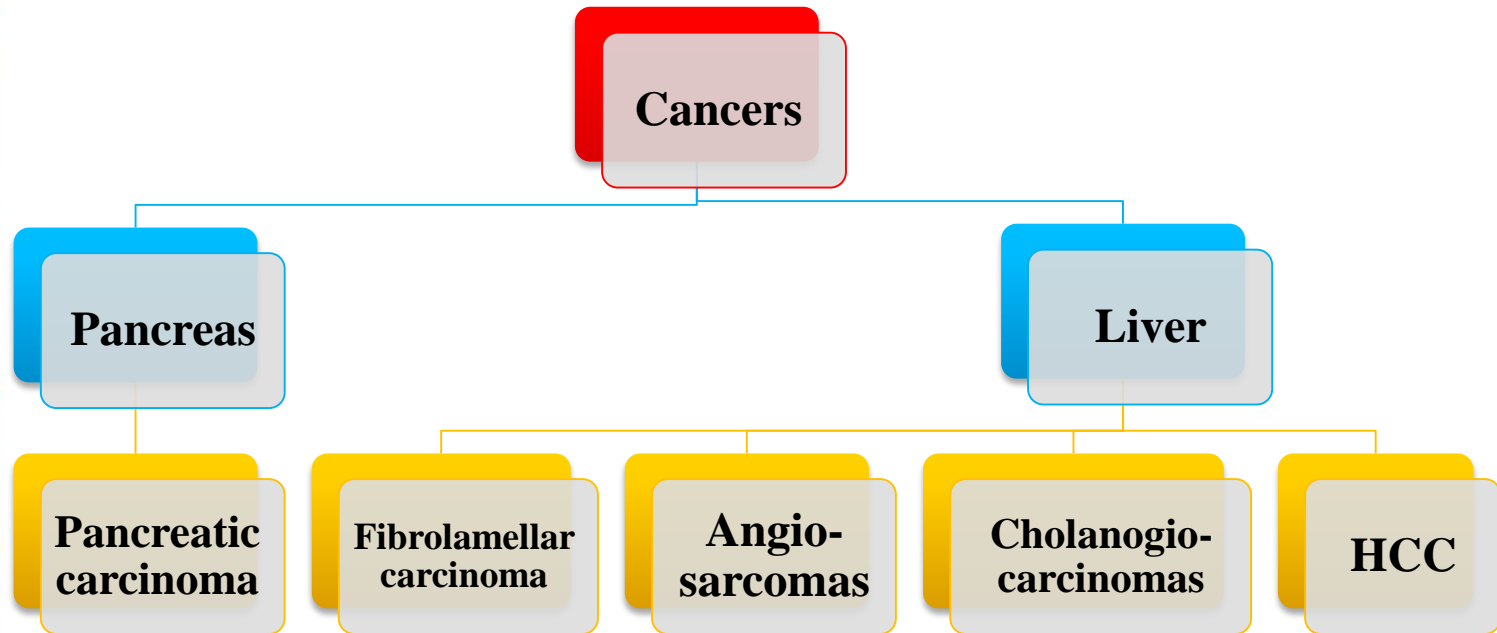 Cancers
Pancreas
Liver
Pancreatic
carcinoma
Fibrolamellar
carcinoma
Angio-
sarcomas
Cholanogio-
carcinomas
HCC